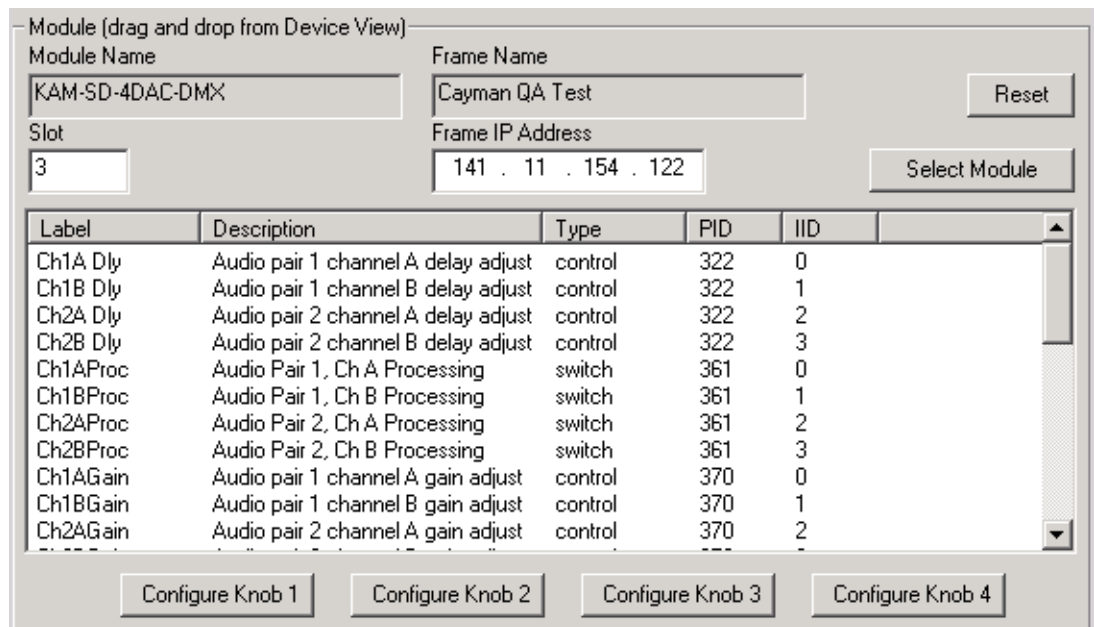 Module (drag and drop from Device View)
Module Name Frame Name
KAM-SD-4DAC-DMX Cayman QA Test Reset
Slot Frame IP Address
3 141 . 11 . 154 . 122 Select Module
Label Description Type PID IID
Ch1A Dly Audio pair 1 channel A delay adjust control 322 0
Ch1B Dly Audio pair 1 channel B delay adjust control 322 1
Ch2A Dly Audio pair 2 channel A delay adjust control 322 2
Ch2B Dly Audio pair 2 channel B delay adjust control 322 3
Ch1AProc Audio Pair 1, Ch A Processing switch 361 0
Ch1BProc Audio Pair 1, Ch B Processing switch 361 1
Ch2AProc Audio Pair 2, Ch A Processing switch 361 2
Ch2BProc Audio Pair 2, Ch B Processing switch 361 3
Ch1AGain Audio pair 1 channel A gain adjust control 370 0
Ch1BGain Audio pair 1 channel B gain adjust control 370 1
Ch2AGain Audio pair 2 channel A gain adjust control 370 2
Configure Knob 1 Configure Knob 2 Configure Knob 3 Configure Knob 4